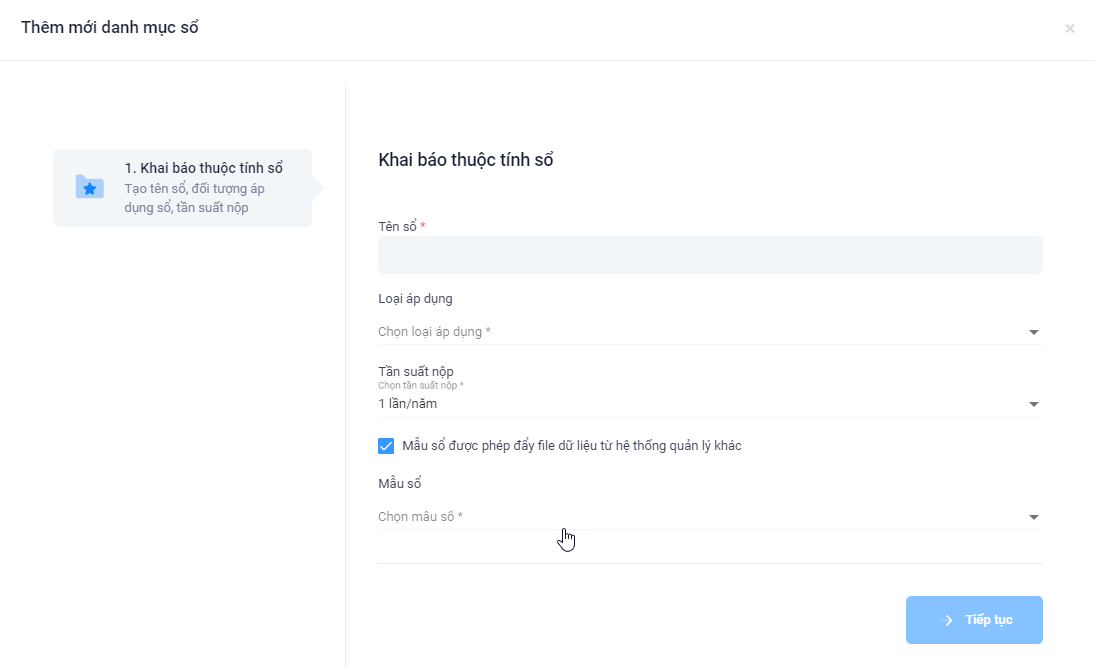 Thêm mới danh mục sổ
×
1. Khai báo thuộc tính sổ
Tạo tên sổ, đối tượng áp
dụng sổ, tần suất nộp
Khai báo thuộc tính sổ
Tên sổ *
Loại áp dụng
Chọn loại áp dụng *
Tần suất nộp
Chọn tần suất nộp *
1 lần/năm
Mẫu sổ được phép đẩy file dữ liệu từ hệ thống quản lý khác
Mẫu sổ
Chọn mâu số *
Tiếp tục